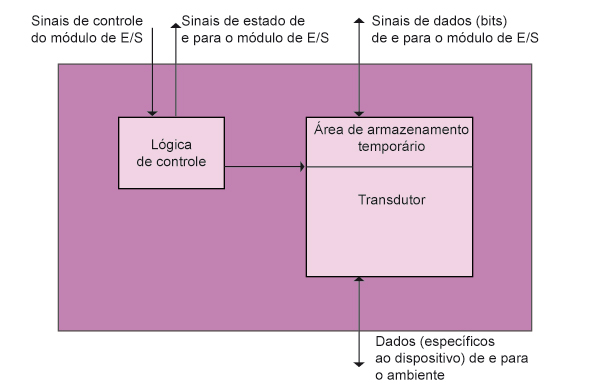 Sinais de controle
do módulo de E/S
Sinais de estado de
e para o módulo de E/S
Sinais de dados (bits)
de e para o módulo de E/S
Lógica
de controle
Área de armazenamento
temporário
Transdutor
Dados (específicos
ao dispositivo) de e para
o ambiente